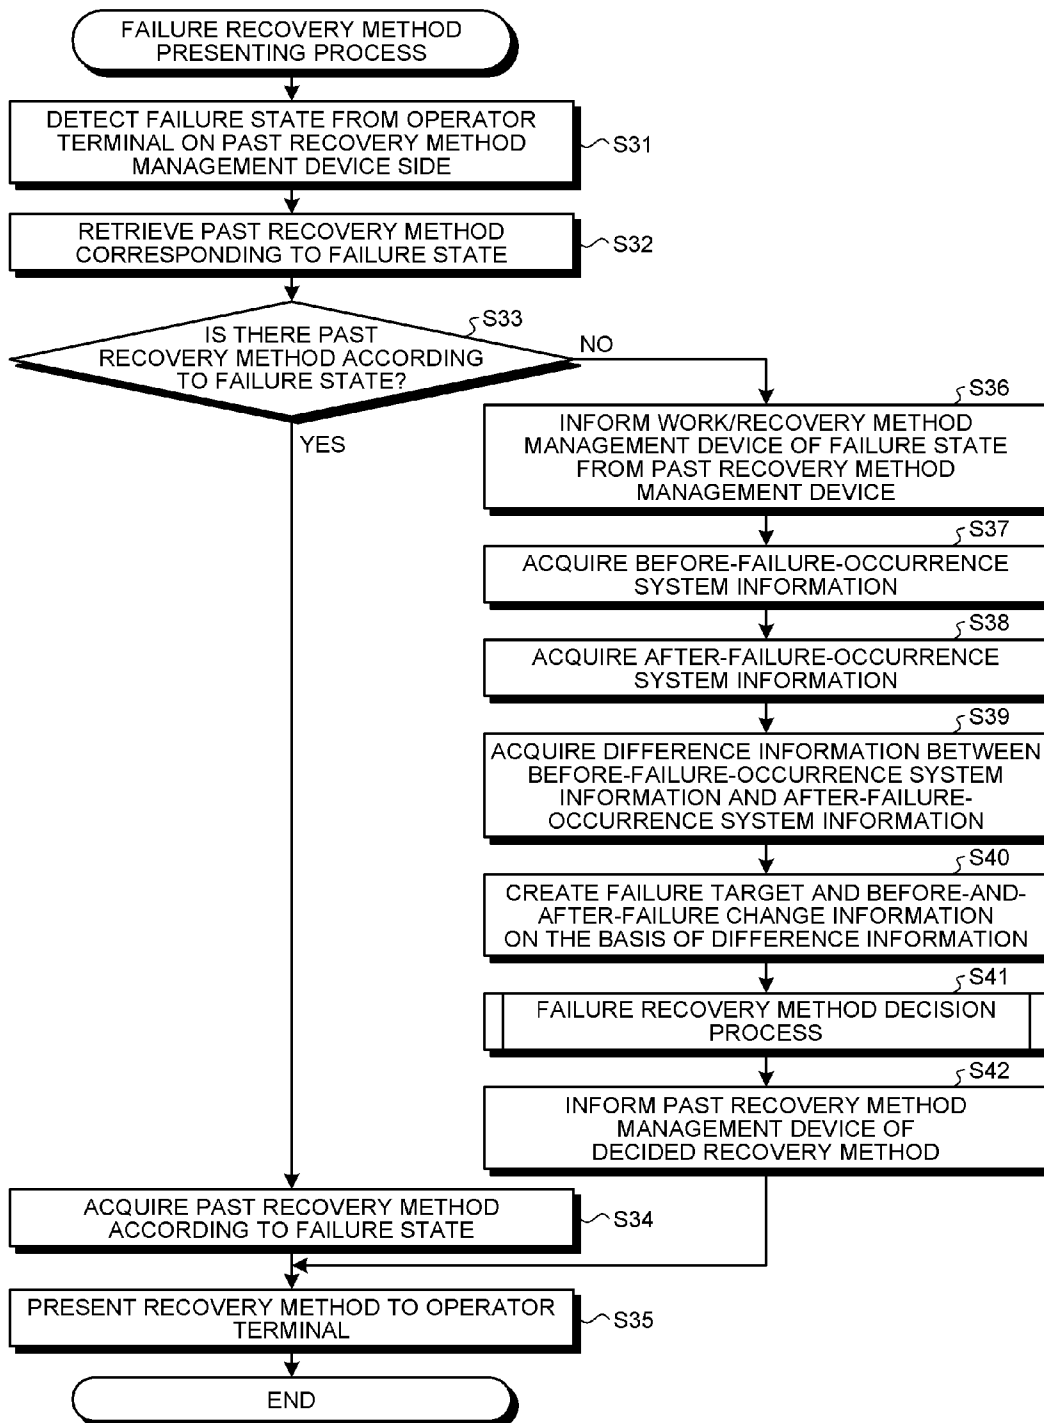 FAILURE RECOVERY METHOD
PRESENTING PROCESS
DETECT FAILURE STATE FROM OPERATOR
TERMINAL ON PAST RECOVERY METHOD
MANAGEMENT DEVICE SIDE
S31
RETRIEVE PAST RECOVERY METHOD
CORRESPONDING TO FAILURE STATE
S32
S33
IS THERE PAST
RECOVERY METHOD ACCORDING
TO FAILURE STATE?
NO
YES
S36
INFORM WORK/RECOVERY METHOD
MANAGEMENT DEVICE OF FAILURE STATE
FROM PAST RECOVERY METHOD
MANAGEMENT DEVICE
S37
ACQUIRE BEFORE-FAILURE-OCCURRENCE
SYSTEM INFORMATION
S38
ACQUIRE AFTER-FAILURE-OCCURRENCE
SYSTEM INFORMATION
S39
ACQUIRE DIFFERENCE INFORMATION BETWEEN
BEFORE-FAILURE-OCCURRENCE SYSTEM
INFORMATION AND AFTER-FAILURE-
OCCURRENCE SYSTEM INFORMATION
S40
CREATE FAILURE TARGET AND BEFORE-AND-
AFTER-FAILURE CHANGE INFORMATION
ON THE BASIS OF DIFFERENCE INFORMATION
S41
FAILURE RECOVERY METHOD DECISION
PROCESS
S42
INFORM PAST RECOVERY METHOD
MANAGEMENT DEVICE OF
DECIDED RECOVERY METHOD
ACQUIRE PAST RECOVERY METHOD
ACCORDING TO FAILURE STATE
S34
PRESENT RECOVERY METHOD TO OPERATOR
TERMINAL
S35
END